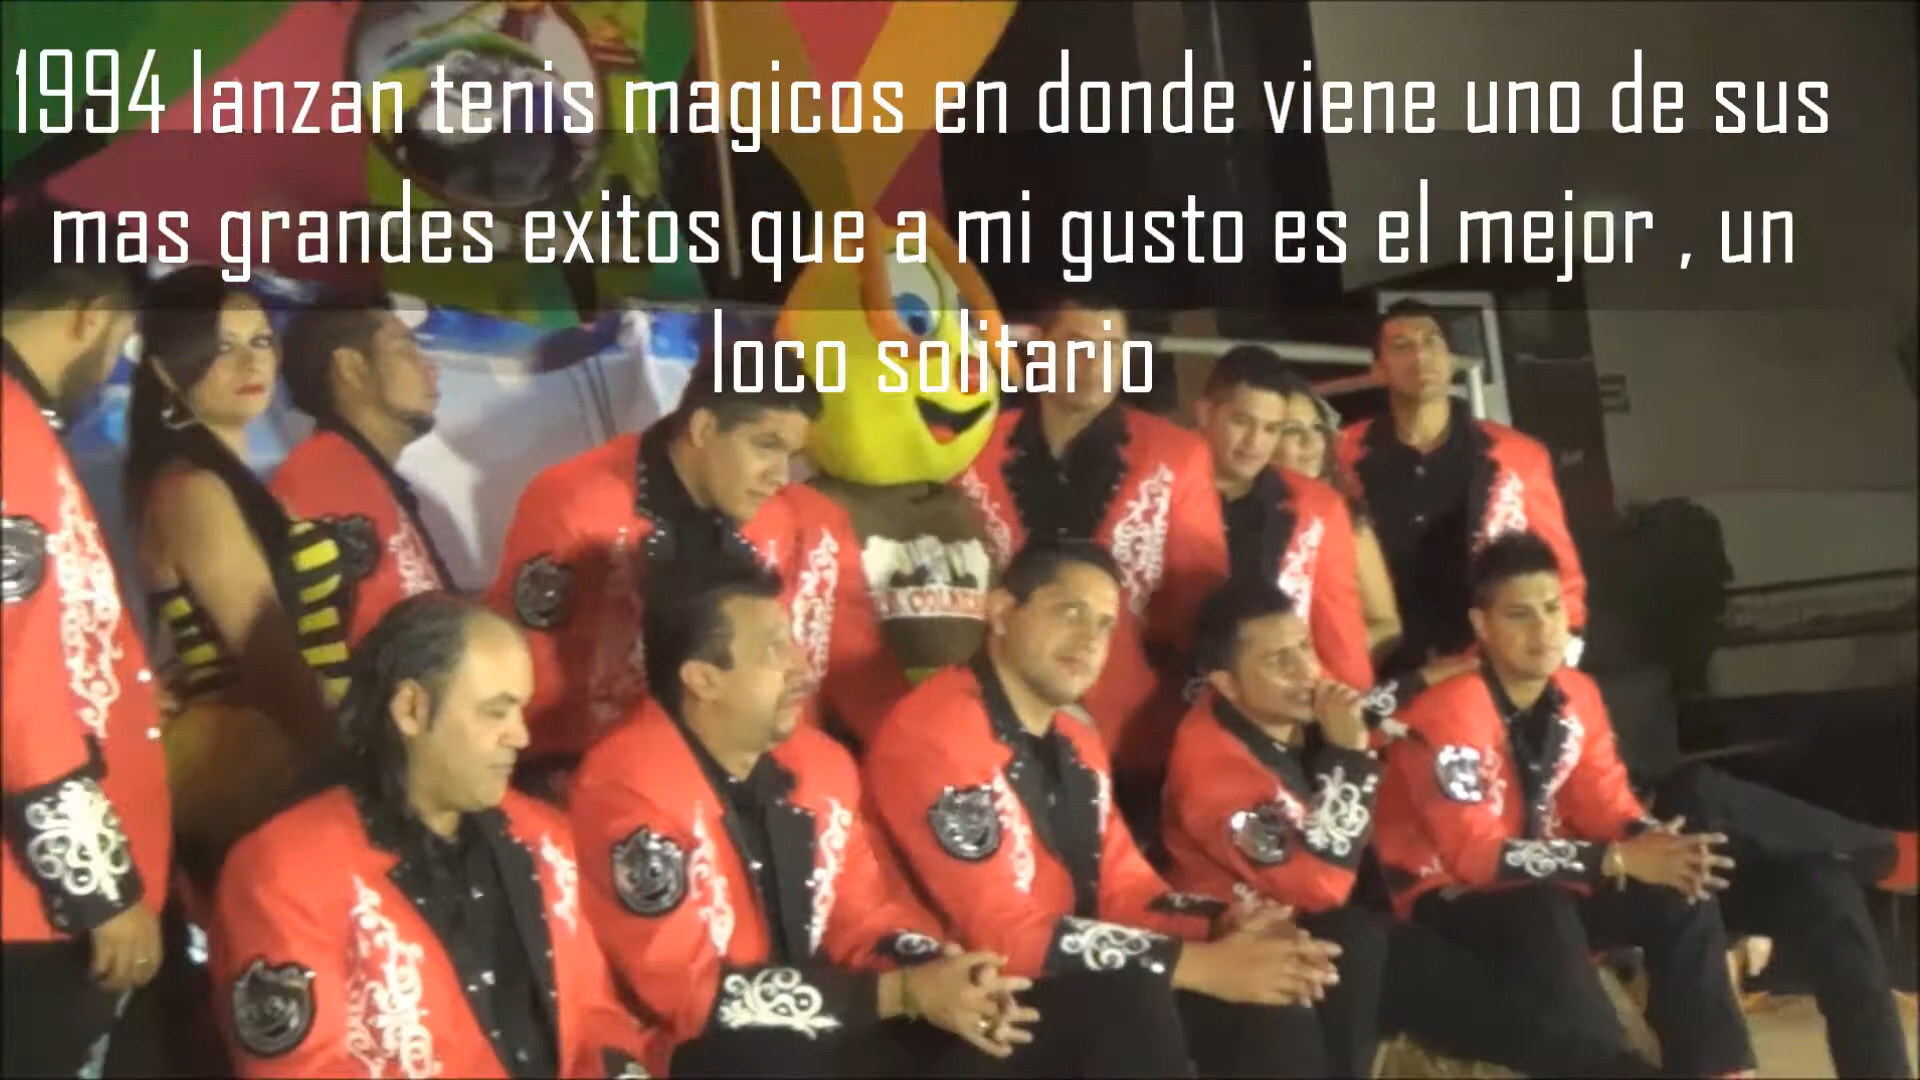 1994 lanzan tenis magicos en donde viene uno de sus
mas grandes exitos que a mi gusto es el mejor , un
loco solitario